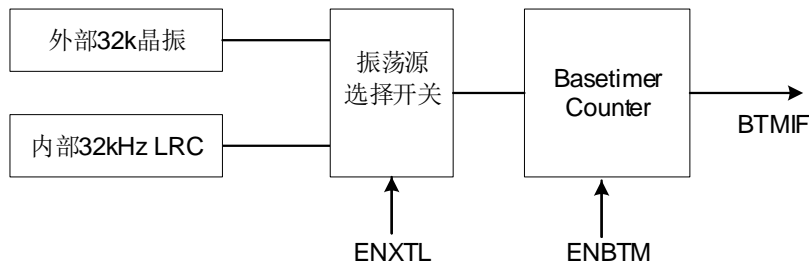 外部32k晶振
振荡源
选择开关
Basetimer
Counter
BTMIF
内部32kHz LRC
ENXTL
ENBTM